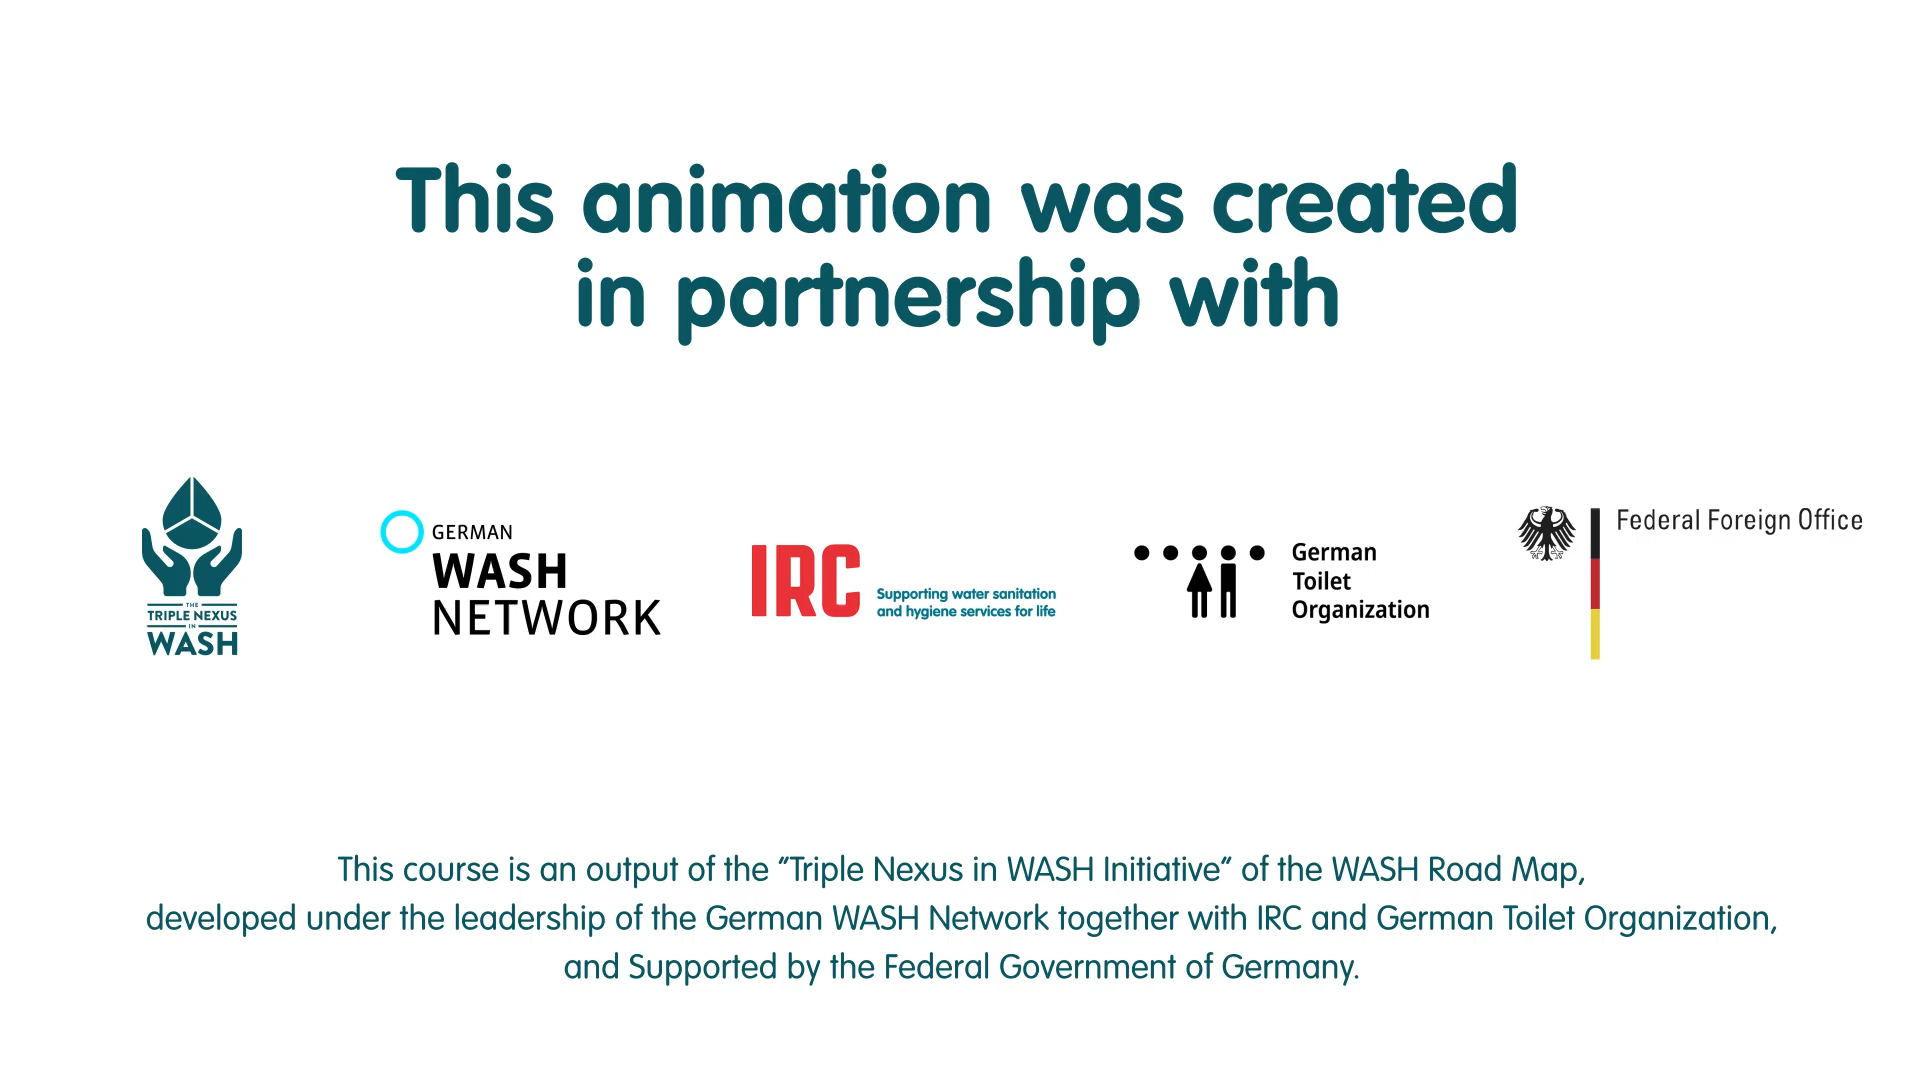 This animation was created
in partnership with
THE
TRIPLE NEXUS
IN
WASH
GERMAN
WASH
NETWORK
IRC
Supporting water sanitation
and hygiene services for life
German
Toilet
Organization
Federal Foreign Office
This course is an output of the "Triple Nexus in WASH Initiative" of the WASH Road Map,
developed under the leadership of the German WASH Network together with IRC and German Toilet Organization,
and Supported by the Federal Government of Germany.